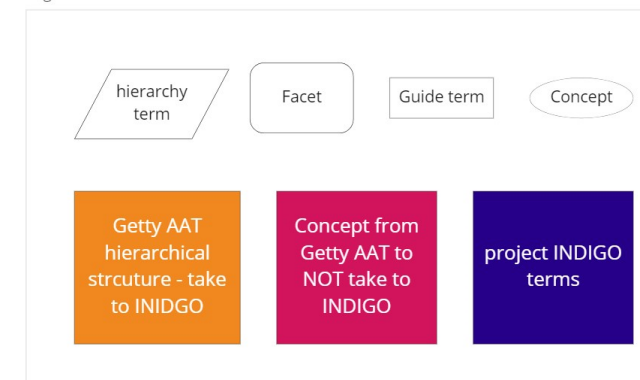 hierarchy
term
Facet
Guide term
Concept
Getty AAT
hierarchical
strcuture - take
to INIDGO
Concept from
Getty AAT to
NOT take to
INDIGO
project INDIGO
terms